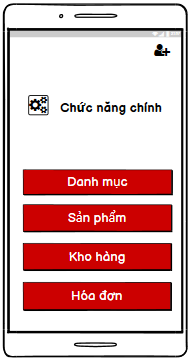 Chức năng chính
Danh mục
Sản phẩm
Kho hàng
Hóa đơn